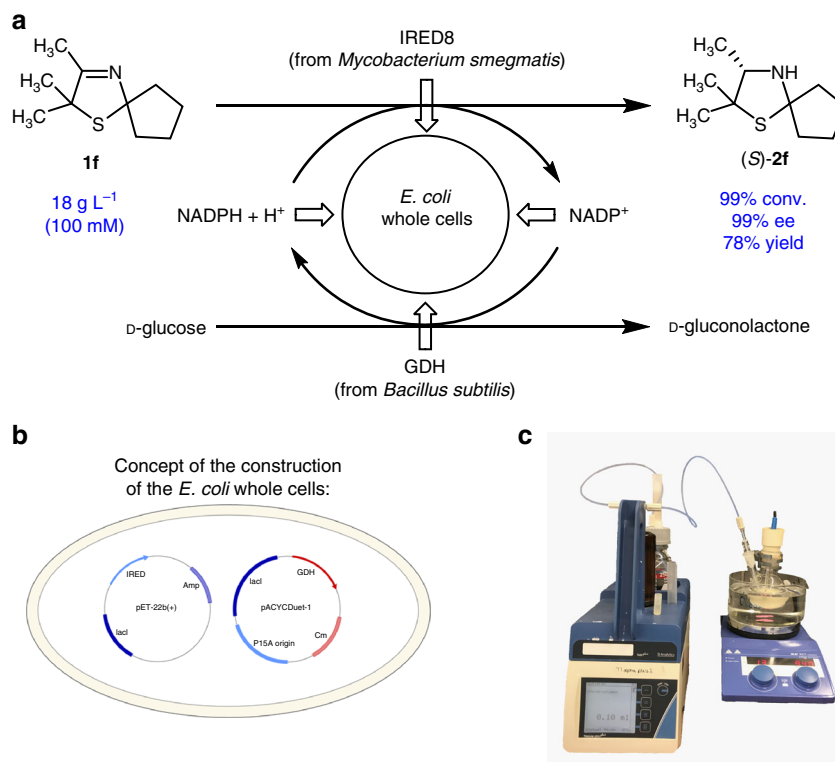 a
IRED8
(from Mycobacterium smegmatis)
H₃C
N
H₃C
H₃C
S
1f
18 g L⁻¹
(100 mM)
H₃C
NH
H₃C
H₃C
S
(S)-2f
99% conv.
99% ee
78% yield
NADPH + H⁺
E. coli
whole cells
NADP⁺
D-glucose
D-gluconolactone
GDH
(from Bacillus subtilis)
b
Concept of the construction
of the E. coli whole cells:
IRED
Amp
pET-22b(+)
lacI
lacI
GDH
pACYCDuet-1
P15A origin
Cm
c
0.10 ml